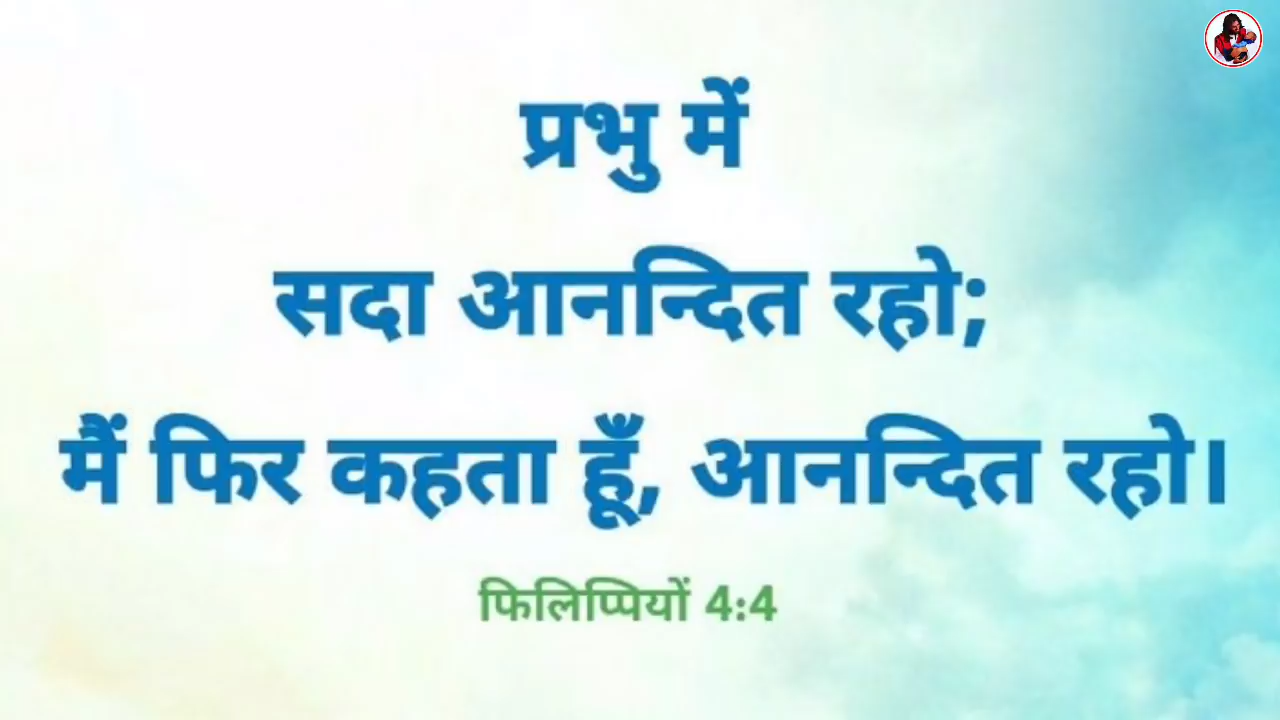 प्रभु में
सदा आनन्दित रहो;
मैं फिर कहता हूँ, आनन्दित रहो।
फिलिप्पियों 4:4